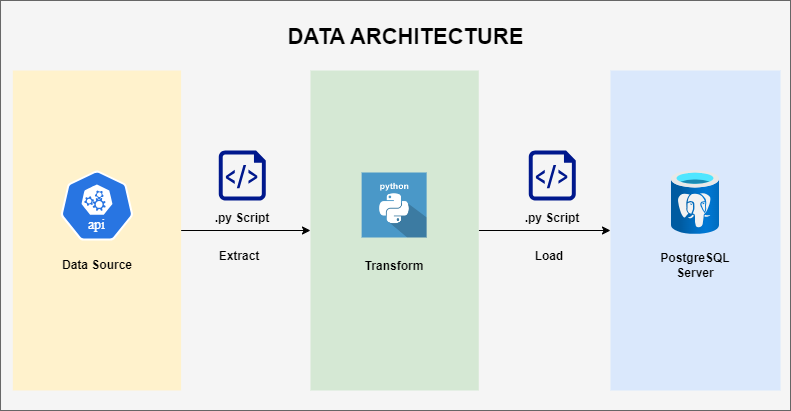 DATA ARCHITECTURE
api
Data Source
</>
.py Script
Extract
python
Transform
</>
.py Script
Load
PostgreSQL
Server